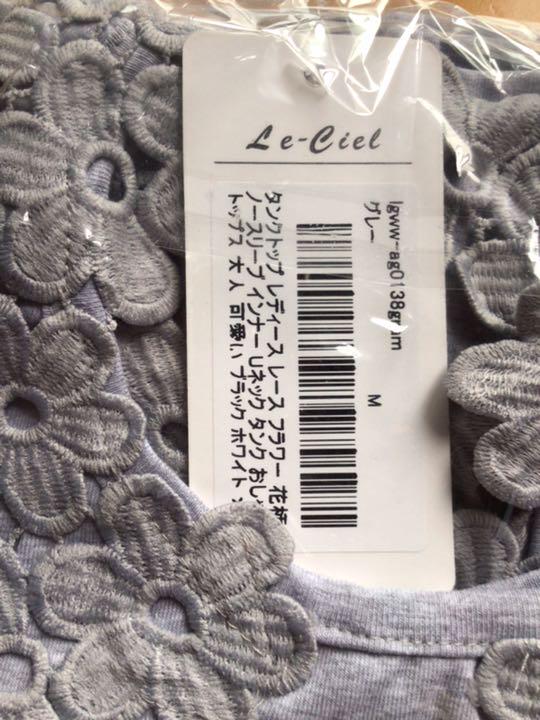 Le-Ciel
lgww-ag0138grαm
グレー
M
タンクトップ レディース レース フラワー 花柄
ノースリーブ インナー Uネック タンク おしゃ
トップス 大人 可愛い ブラック ホワイト